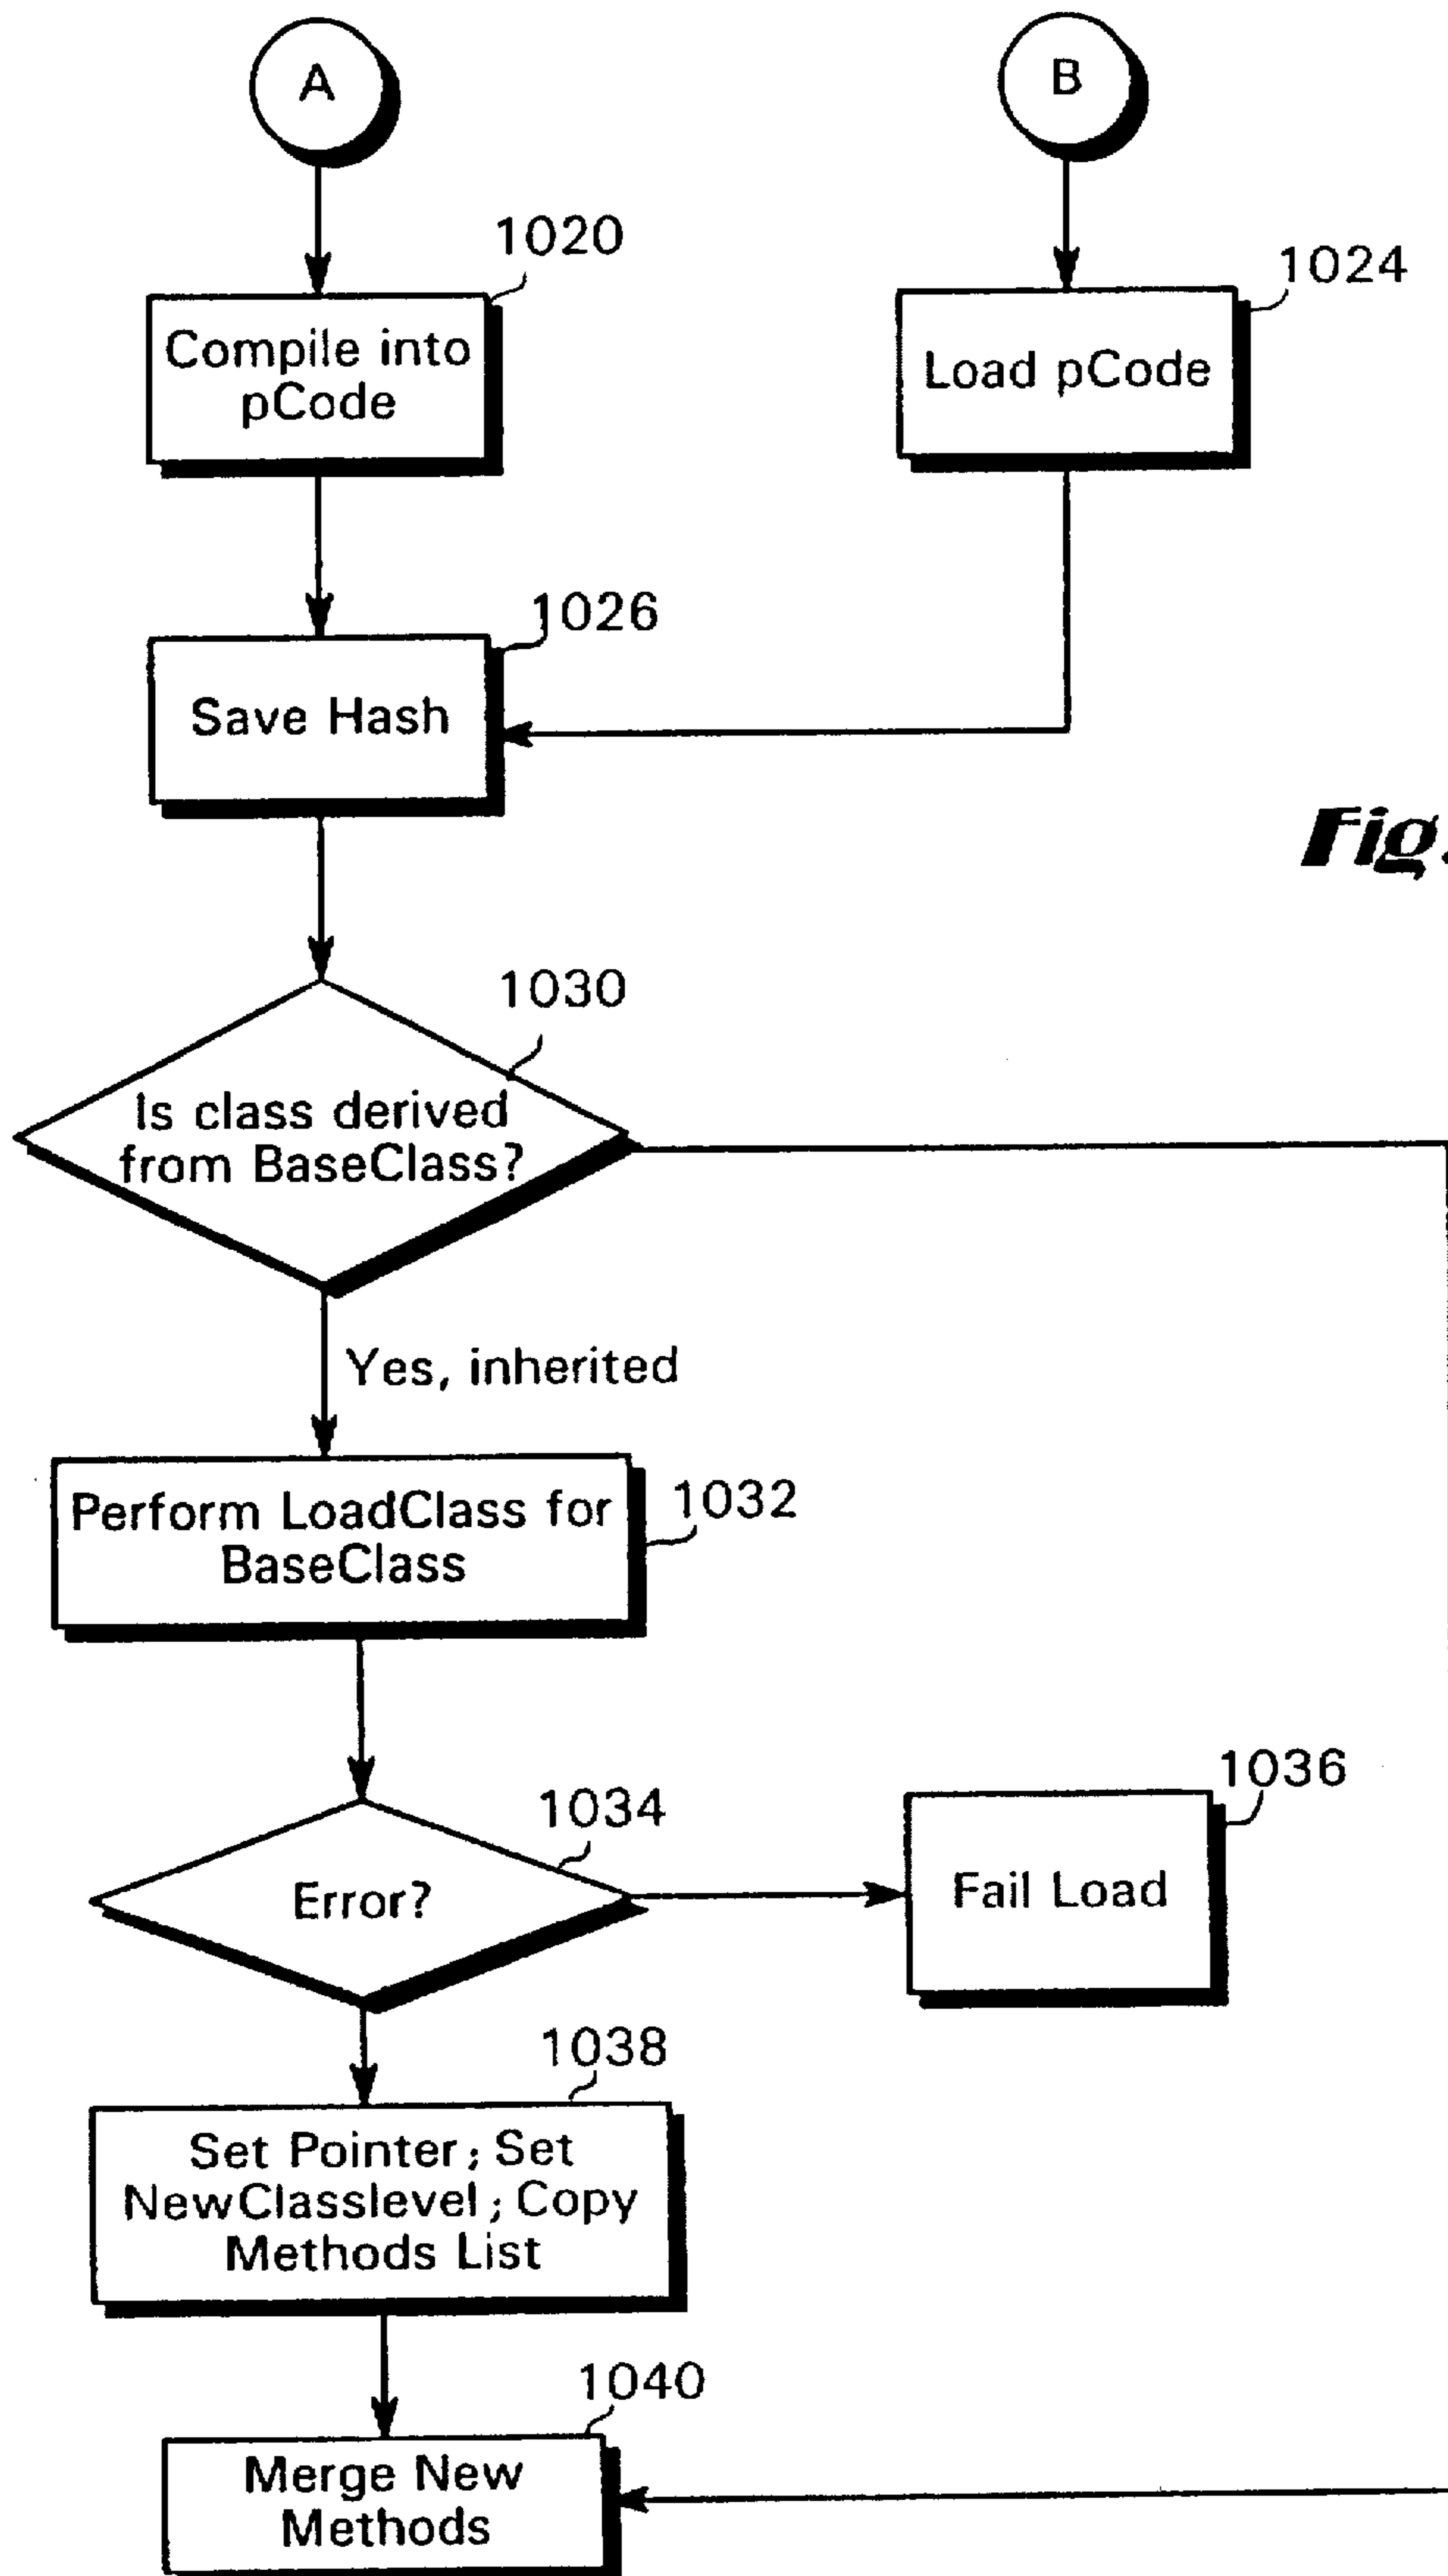 A
B
1020
1024
Compile into
pCode
Load pCode
1026
Save Hash
Fig.
1030
Is class derived
from BaseClass?
Yes, inherited
Perform LoadClass for
BaseClass
1032
1034
Error?
1036
Fail Load
1038
Set Pointer; Set
NewClasslevel; Copy
Methods List
1040
Merge New
Methods